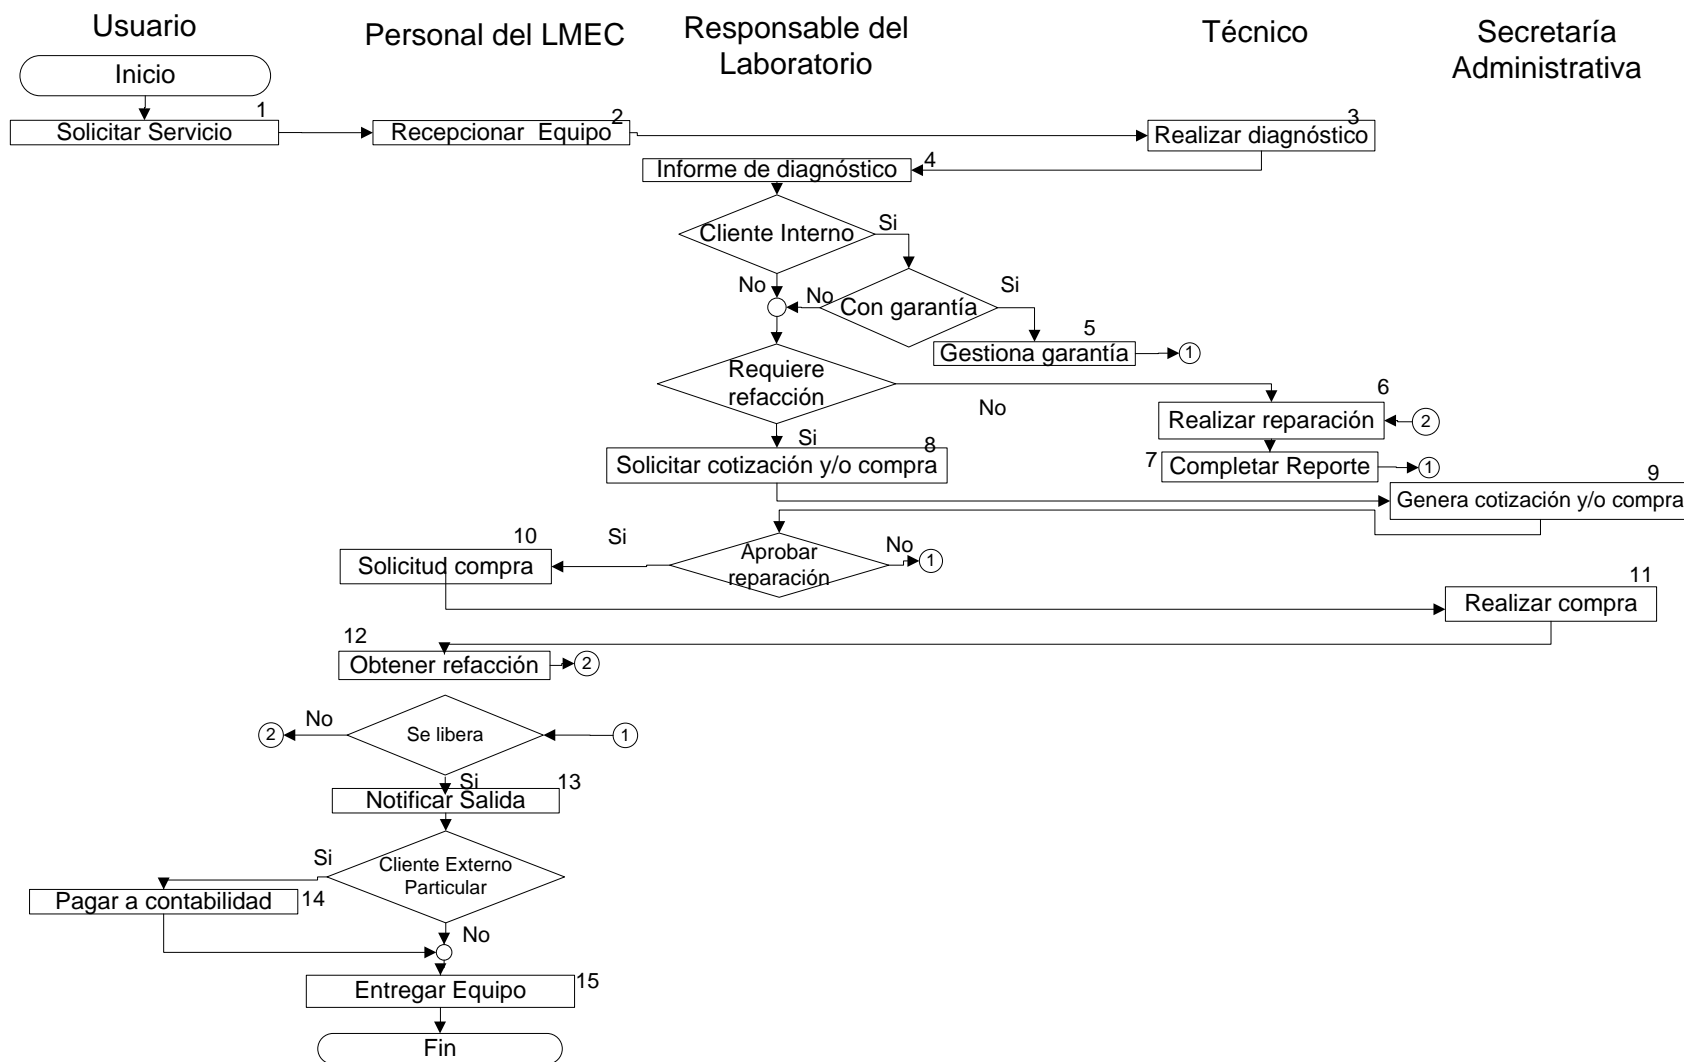 Usuario
Personal del LMEC
Responsable del
Laboratorio
Técnico
Secretaría
Administrativa
Inicio
1
Solicitar Servicio
2
Recepcionar Equipo
3
Realizar diagnóstico
4
Informe de diagnóstico
Cliente Interno
Si
No
Con garantía
No
Si
5
Gestiona garantía
1
Requiere
refacción
No
Si
6
Realizar reparación
2
7
Completar Reporte
1
8
Solicitar cotización y/o compra
9
Genera cotización y/o compra
Aprobar
reparación
Si
No
1
10
Solicitud compra
11
Realizar compra
12
Obtener refacción
2
Se libera
No
2
1
Si
13
Notificar Salida
Cliente Externo
Particular
Si
14
Pagar a contabilidad
No
15
Entregar Equipo
Fin